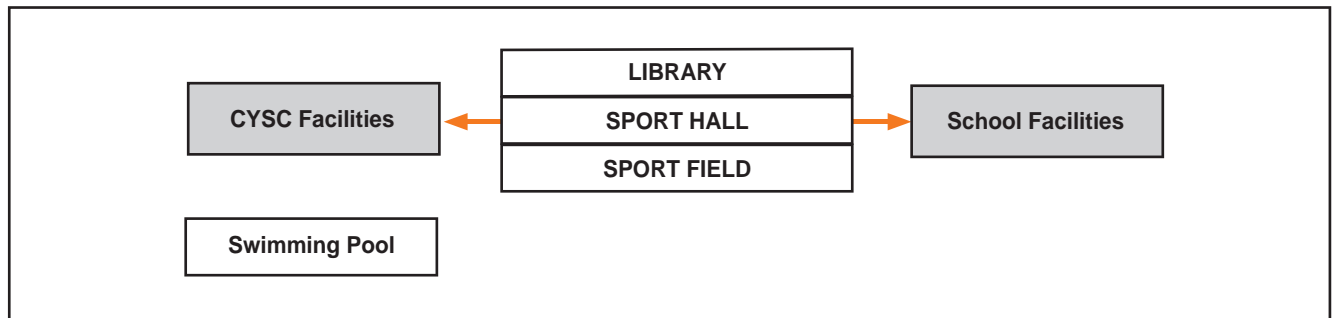 LIBRARY
CYSC Facilities
SPORT HALL
School Facilities
SPORT FIELD
Swimming Pool